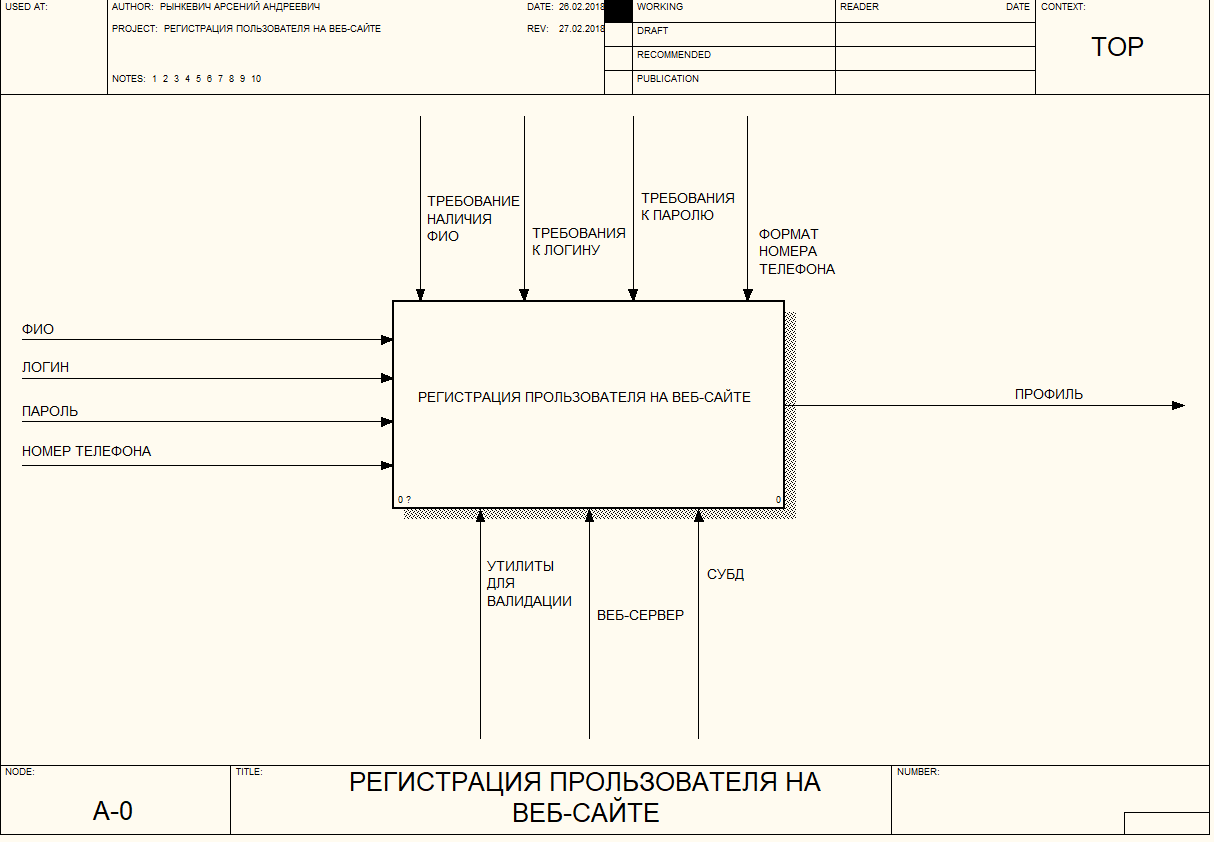 USED AT:
AUTHOR: РЫНКЕВИЧ АРСЕНИЙ АНДРЕЕВИЧ
DATE: 26.02.2018
PROJECT: РЕГИСТРАЦИЯ ПОЛЬЗОВАТЕЛЯ НА ВЕБ-САЙТЕ
REV: 27.02.2018
NOTES: 1 2 3 4 5 6 7 8 9 10
WORKING
DRAFT
RECOMMENDED
PUBLICATION
READER
DATE
CONTEXT:
TOP
ТРЕБОВАНИЕ
НАЛИЧИЯ
ФИО
ТРЕБОВАНИЯ
К ЛОГИНУ
ТРЕБОВАНИЯ
К ПАРОЛЮ
ФОРМАТ
НОМЕРА
ТЕЛЕФОНА
ФИО
ЛОГИН
ПАРОЛЬ
НОМЕР ТЕЛЕФОНА
РЕГИСТРАЦИЯ ПРОЛЬЗОВАТЕЛЯ НА ВЕБ-САЙТЕ
0 ?
0
ПРОФИЛЬ
УТИЛИТЫ
ДЛЯ
ВАЛИДАЦИИ
ВЕБ-СЕРВЕР
СУБД
NODE:
A-0
TITLE:
РЕГИСТРАЦИЯ ПРОЛЬЗОВАТЕЛЯ НА
ВЕБ-САЙТЕ
NUMBER: